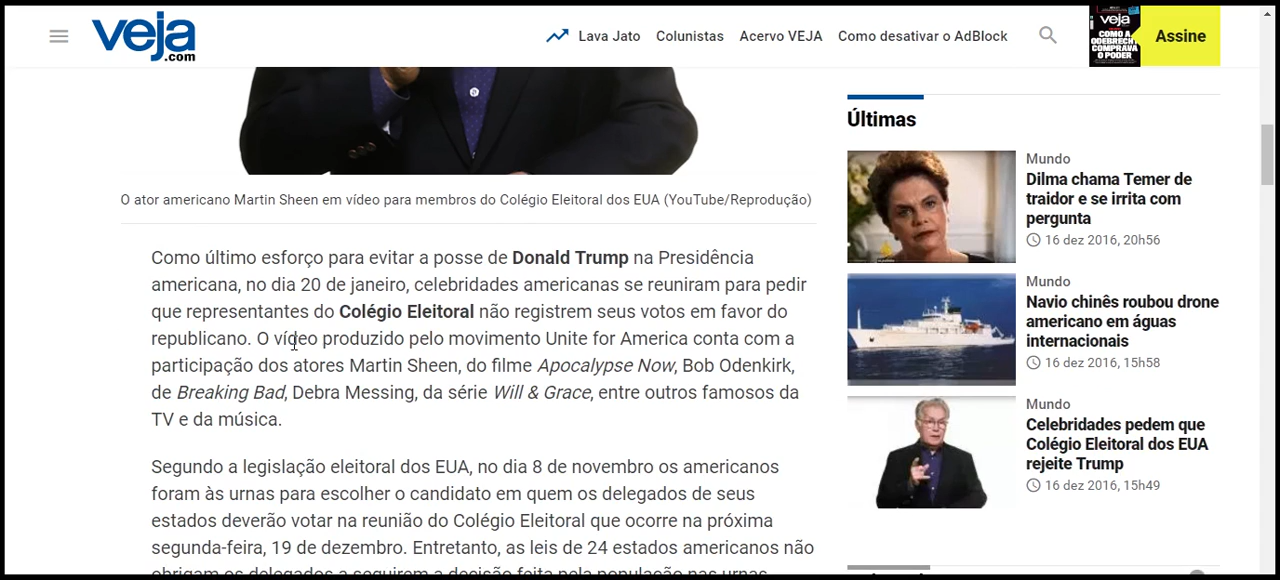 veja
.com
Lava Jato
Colunistas
Acervo VEJA
Como desativar o AdBlock
veja
COMO A
ODEBRECHT
COMPRAVA
O PODER
Assine
O ator americano Martin Sheen em vídeo para membros do Colégio Eleitoral dos EUA (YouTube/Reprodução)
Como último esforço para evitar a posse de Donald Trump na Presidência
americana, no dia 20 de janeiro, celebridades americanas se reuniram para pedir
que representantes do Colégio Eleitoral não registrem seus votos em favor do
republicano. O vídeo produzido pelo movimento Unite for America conta com a
participação dos atores Martin Sheen, do filme Apocalypse Now, Bob Odenkirk,
de Breaking Bad, Debra Messing, da série Will & Grace, entre outros famosos da
TV e da música.
Segundo a legislação eleitoral dos EUA, no dia 8 de novembro os americanos
foram às urnas para escolher o candidato em quem os delegados de seus
estados deverão votar na reunião do Colégio Eleitoral que ocorre na próxima
segunda-feira, 19 de dezembro. Entretanto, as leis de 24 estados americanos não
obrigam os delegados a seguirem a decisão feita pela população nas urnas
Últimas
Mundo
Dilma chama Temer de
traidor e se irrita com
pergunta
16 dez 2016, 20h56
Mundo
Navio chinês roubou drone
americano em águas
internacionais
16 dez 2016, 15h58
Mundo
Celebridades pedem que
Colégio Eleitoral dos EUA
rejeite Trump
16 dez 2016, 15h49